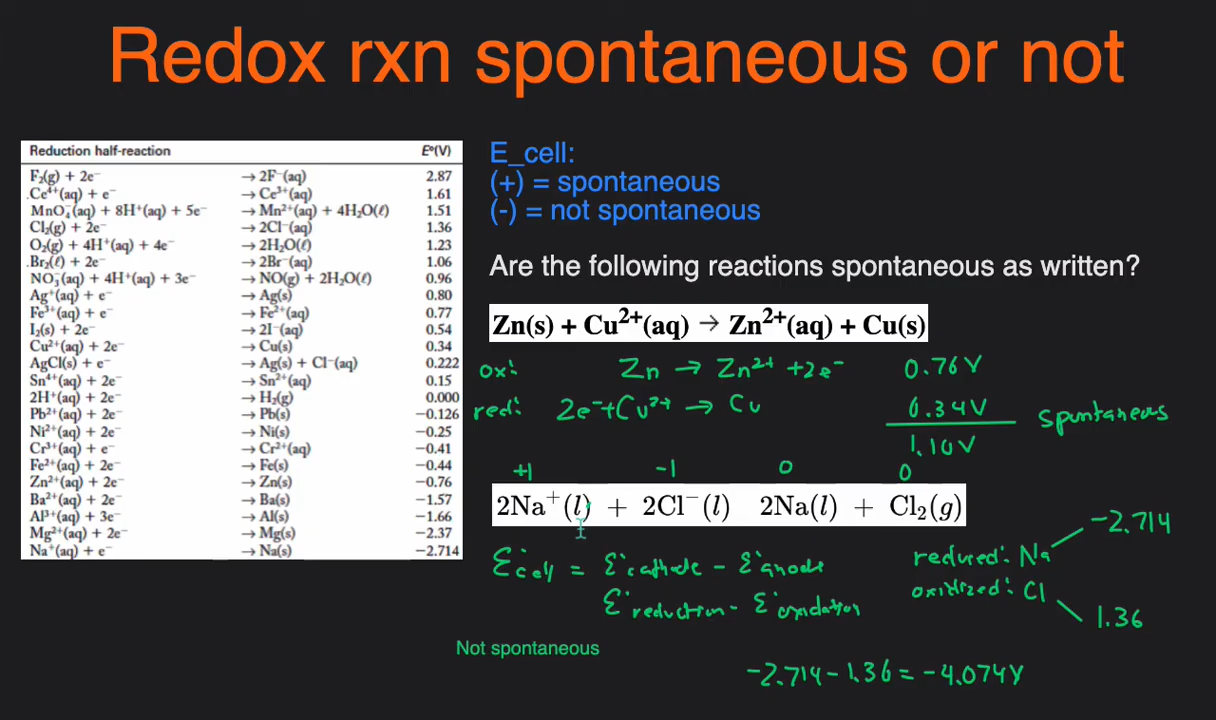 Redox rxn spontaneous or not
Reduction half-reaction E°(V)
F₂(g) + 2e⁻ → 2F⁻(aq) 2.87
Ce⁴⁺(aq) + e⁻ → Ce³⁺(aq) 1.61
MnO₄⁻(aq) + 8H⁺(aq) + 5e⁻ → Mn²⁺(aq) + 4H₂O(ℓ) 1.51
Cl₂(g) + 2e⁻ → 2Cl⁻(aq) 1.36
O₂(g) + 4H⁺(aq) + 4e⁻ → 2H₂O(ℓ) 1.23
Br₂(ℓ) + 2e⁻ → 2Br⁻(aq) 1.06
NO₃⁻(aq) + 4H⁺(aq) + 3e⁻ → NO(g) + 2H₂O(ℓ) 0.96
Ag⁺(aq) + e⁻ → Ag(s) 0.80
Fe³⁺(aq) + e⁻ → Fe²⁺(aq) 0.77
I₂(s) + 2e⁻ → 2I⁻(aq) 0.54
Cu²⁺(aq) + 2e⁻ → Cu(s) 0.34
AgCl(s) + e⁻ → Ag(s) + Cl⁻(aq) 0.222
Sn⁴⁺(aq) + 2e⁻ → Sn²⁺(aq) 0.15
2H⁺(aq) + 2e⁻ → H₂(g) 0.000
Pb²⁺(aq) + 2e⁻ → Pb(s) −0.126
Ni²⁺(aq) + 2e⁻ → Ni(s) −0.25
Cr³⁺(aq) + e⁻ → Cr²⁺(aq) −0.41
Fe²⁺(aq) + 2e⁻ → Fe(s) −0.44
Zn²⁺(aq) + 2e⁻ → Zn(s) −0.76
Ba²⁺(aq) + 2e⁻ → Ba(s) −1.57
Al³⁺(aq) + 3e⁻ → Al(s) −1.66
Mg²⁺(aq) + 2e⁻ → Mg(s) −2.37
Na⁺(aq) + e⁻ → Na(s) −2.714
E_cell:
(+) = spontaneous
(-) = not spontaneous
Are the following reactions spontaneous as written?
Zn(s) + Cu²⁺(aq) → Zn²⁺(aq) + Cu(s)
ox: Zn → Zn²⁺ + 2e⁻ 0.76V
red: 2e⁻ + Cu²⁺ → Cu 0.34V
1.10V spontaneous
+1 -1 0 0
2Na⁺(l) + 2Cl⁻(l) 2Na(l) + Cl₂(g)
E°cell = E°cathode - E°anode
E°reduction - E°oxidation
reduced: Na -2.714
oxidized: Cl 1.36
Not spontaneous
-2.714 - 1.36 = -4.074V